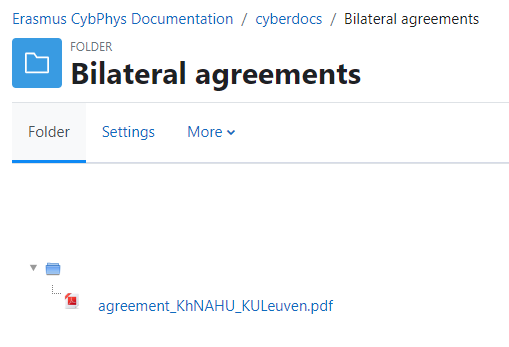 Erasmus CybPhys Documentation / cyberdocs / Bilateral agreements
FOLDER
Bilateral agreements
Folder Settings More
agreement_KhNAHU_KULeuven.pdf